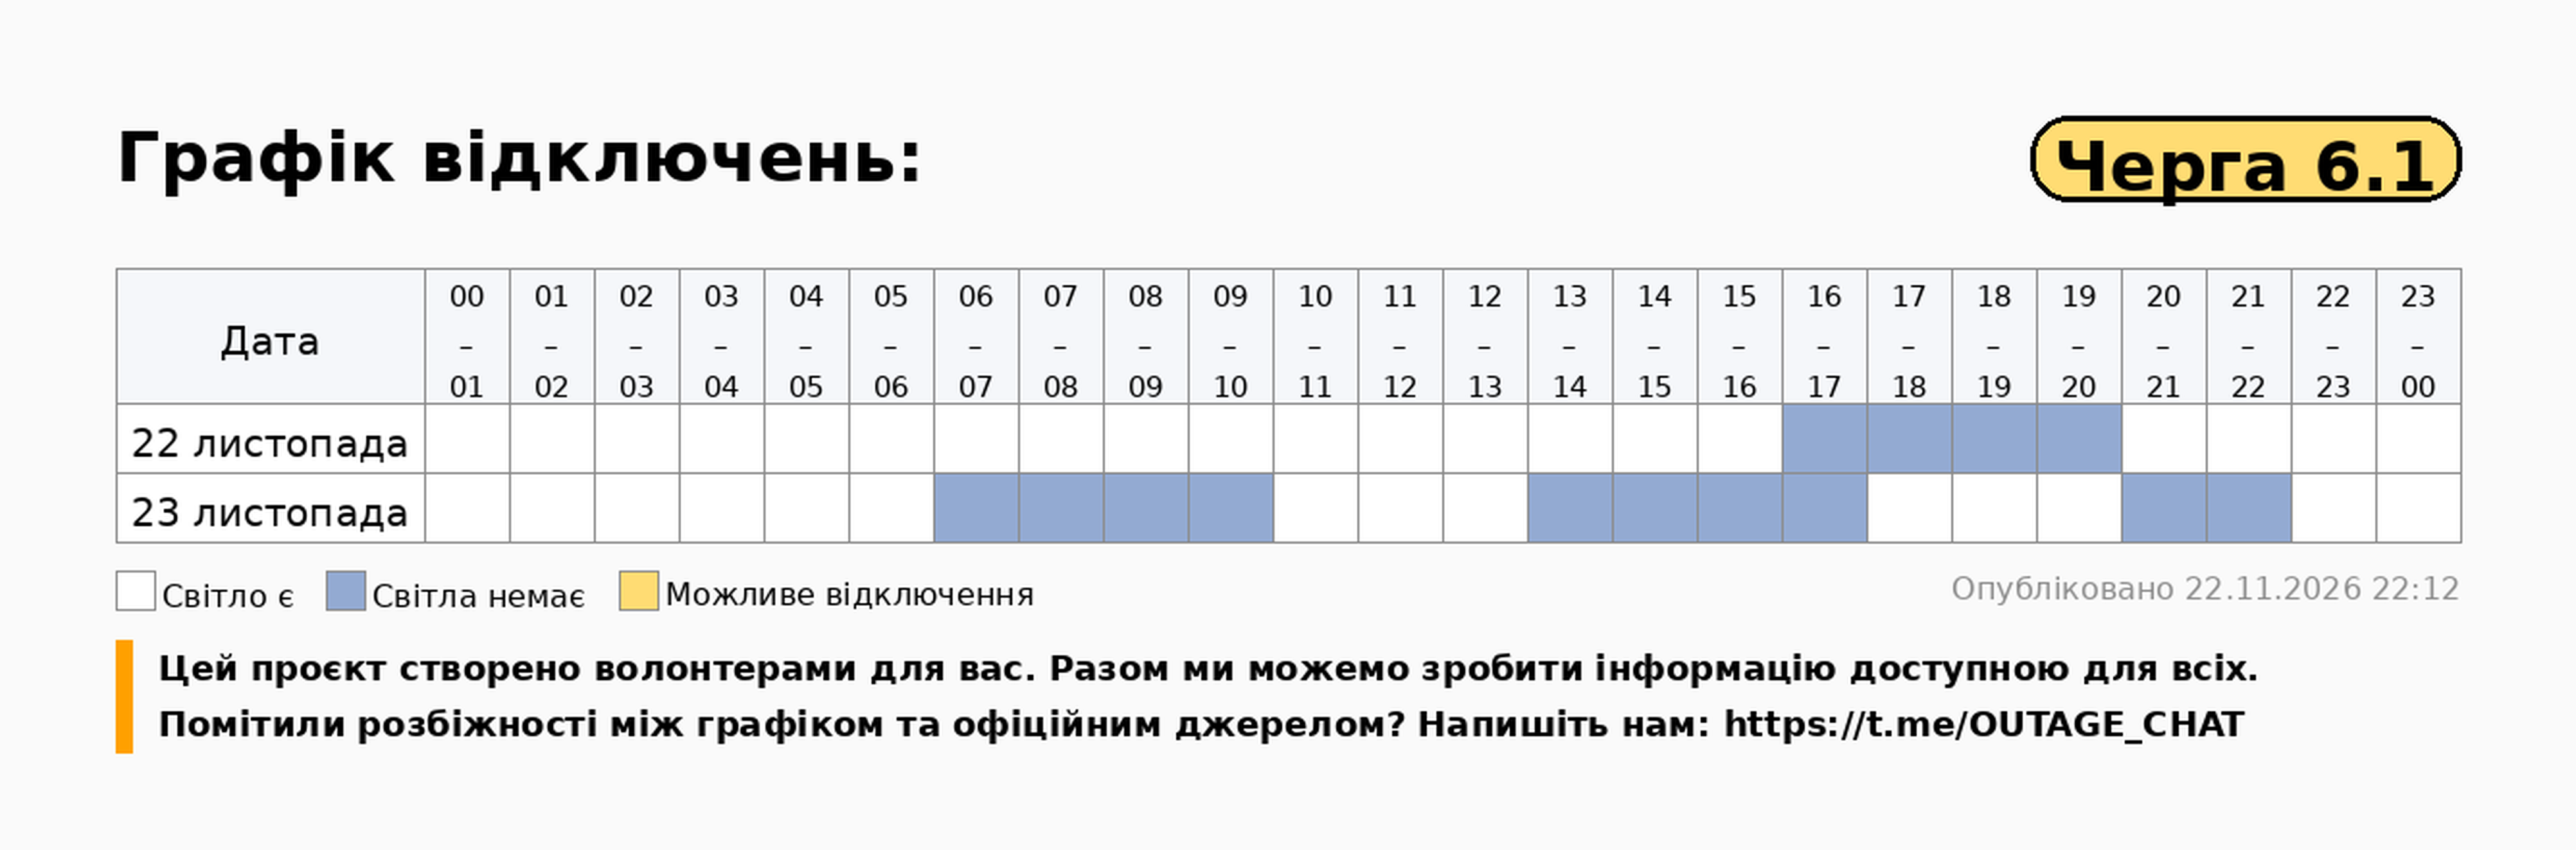 Графік відключень:
Черга 6.1
Дата
00 – 01
01 – 02
02 – 03
03 – 04
04 – 05
05 – 06
06 – 07
07 – 08
08 – 09
09 – 10
10 – 11
11 – 12
12 – 13
13 – 14
14 – 15
15 – 16
16 – 17
17 – 18
18 – 19
19 – 20
20 – 21
21 – 22
22 – 23
23 – 00
22 листопада
23 листопада
Світло є
Світла немає
Можливе відключення
Опубліковано 22.11.2026 22:12
Цей проєкт створено волонтерами для вас. Разом ми можемо зробити інформацію доступною для всіх.
Помітили розбіжності між графіком та офіційним джерелом? Напишіть нам: https://t.me/OUTAGE_CHAT